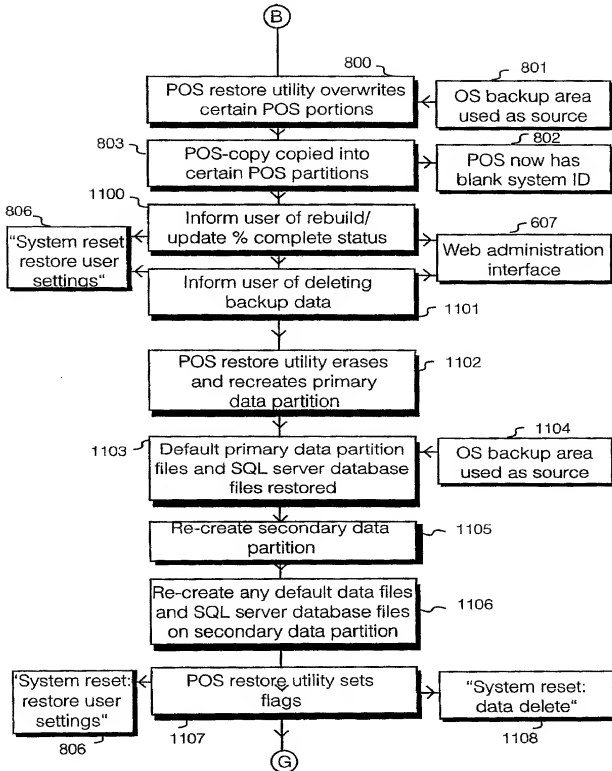 B
800
801
POS restore utility overwrites
certain POS portions
OS backup area
used as source
803
802
POS-copy copied into
certain POS partitions
POS now has
blank system ID
1100
806
Inform user of rebuild/
update % complete status
607
"System reset:
restore user
settings"
Web administration
interface
Inform user of deleting
backup data
1101
POS restore utility erases
and recreates primary
data partition
1102
1103
1104
Default primary data partition
files and SQL server database
files restored
OS backup area
used as source
Re-create secondary data
partition
1105
Re-create any default data files
and SQL server database files
on secondary data partition
1106
"System reset:
restore user
settings"
806
POS restore utility sets
flags
1107
"System reset:
data delete"
1108
G